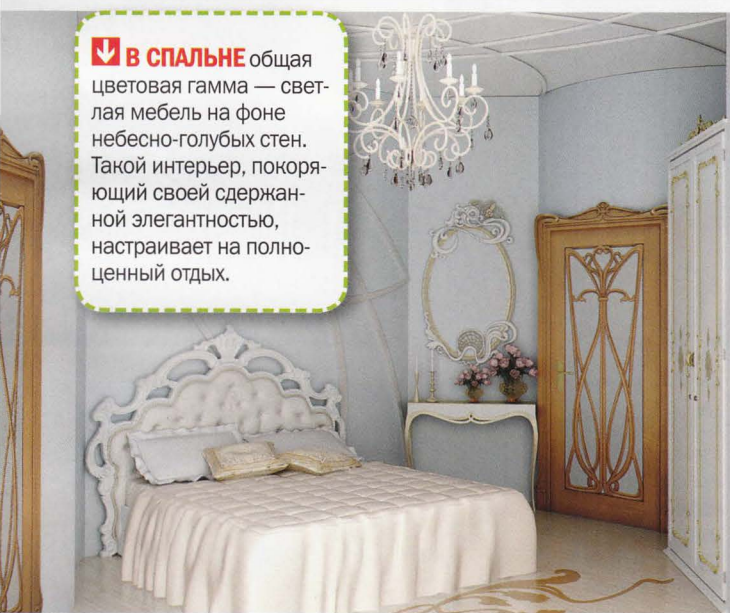 В СПАЛЬНЕ общая
цветовая гамма — свет-
лая мебель на фоне
небесно-голубых стен.
Такой интерьер, покоря-
ющий своей сдержан-
ной элегантностью,
настраивает на полно-
ценный отдых.